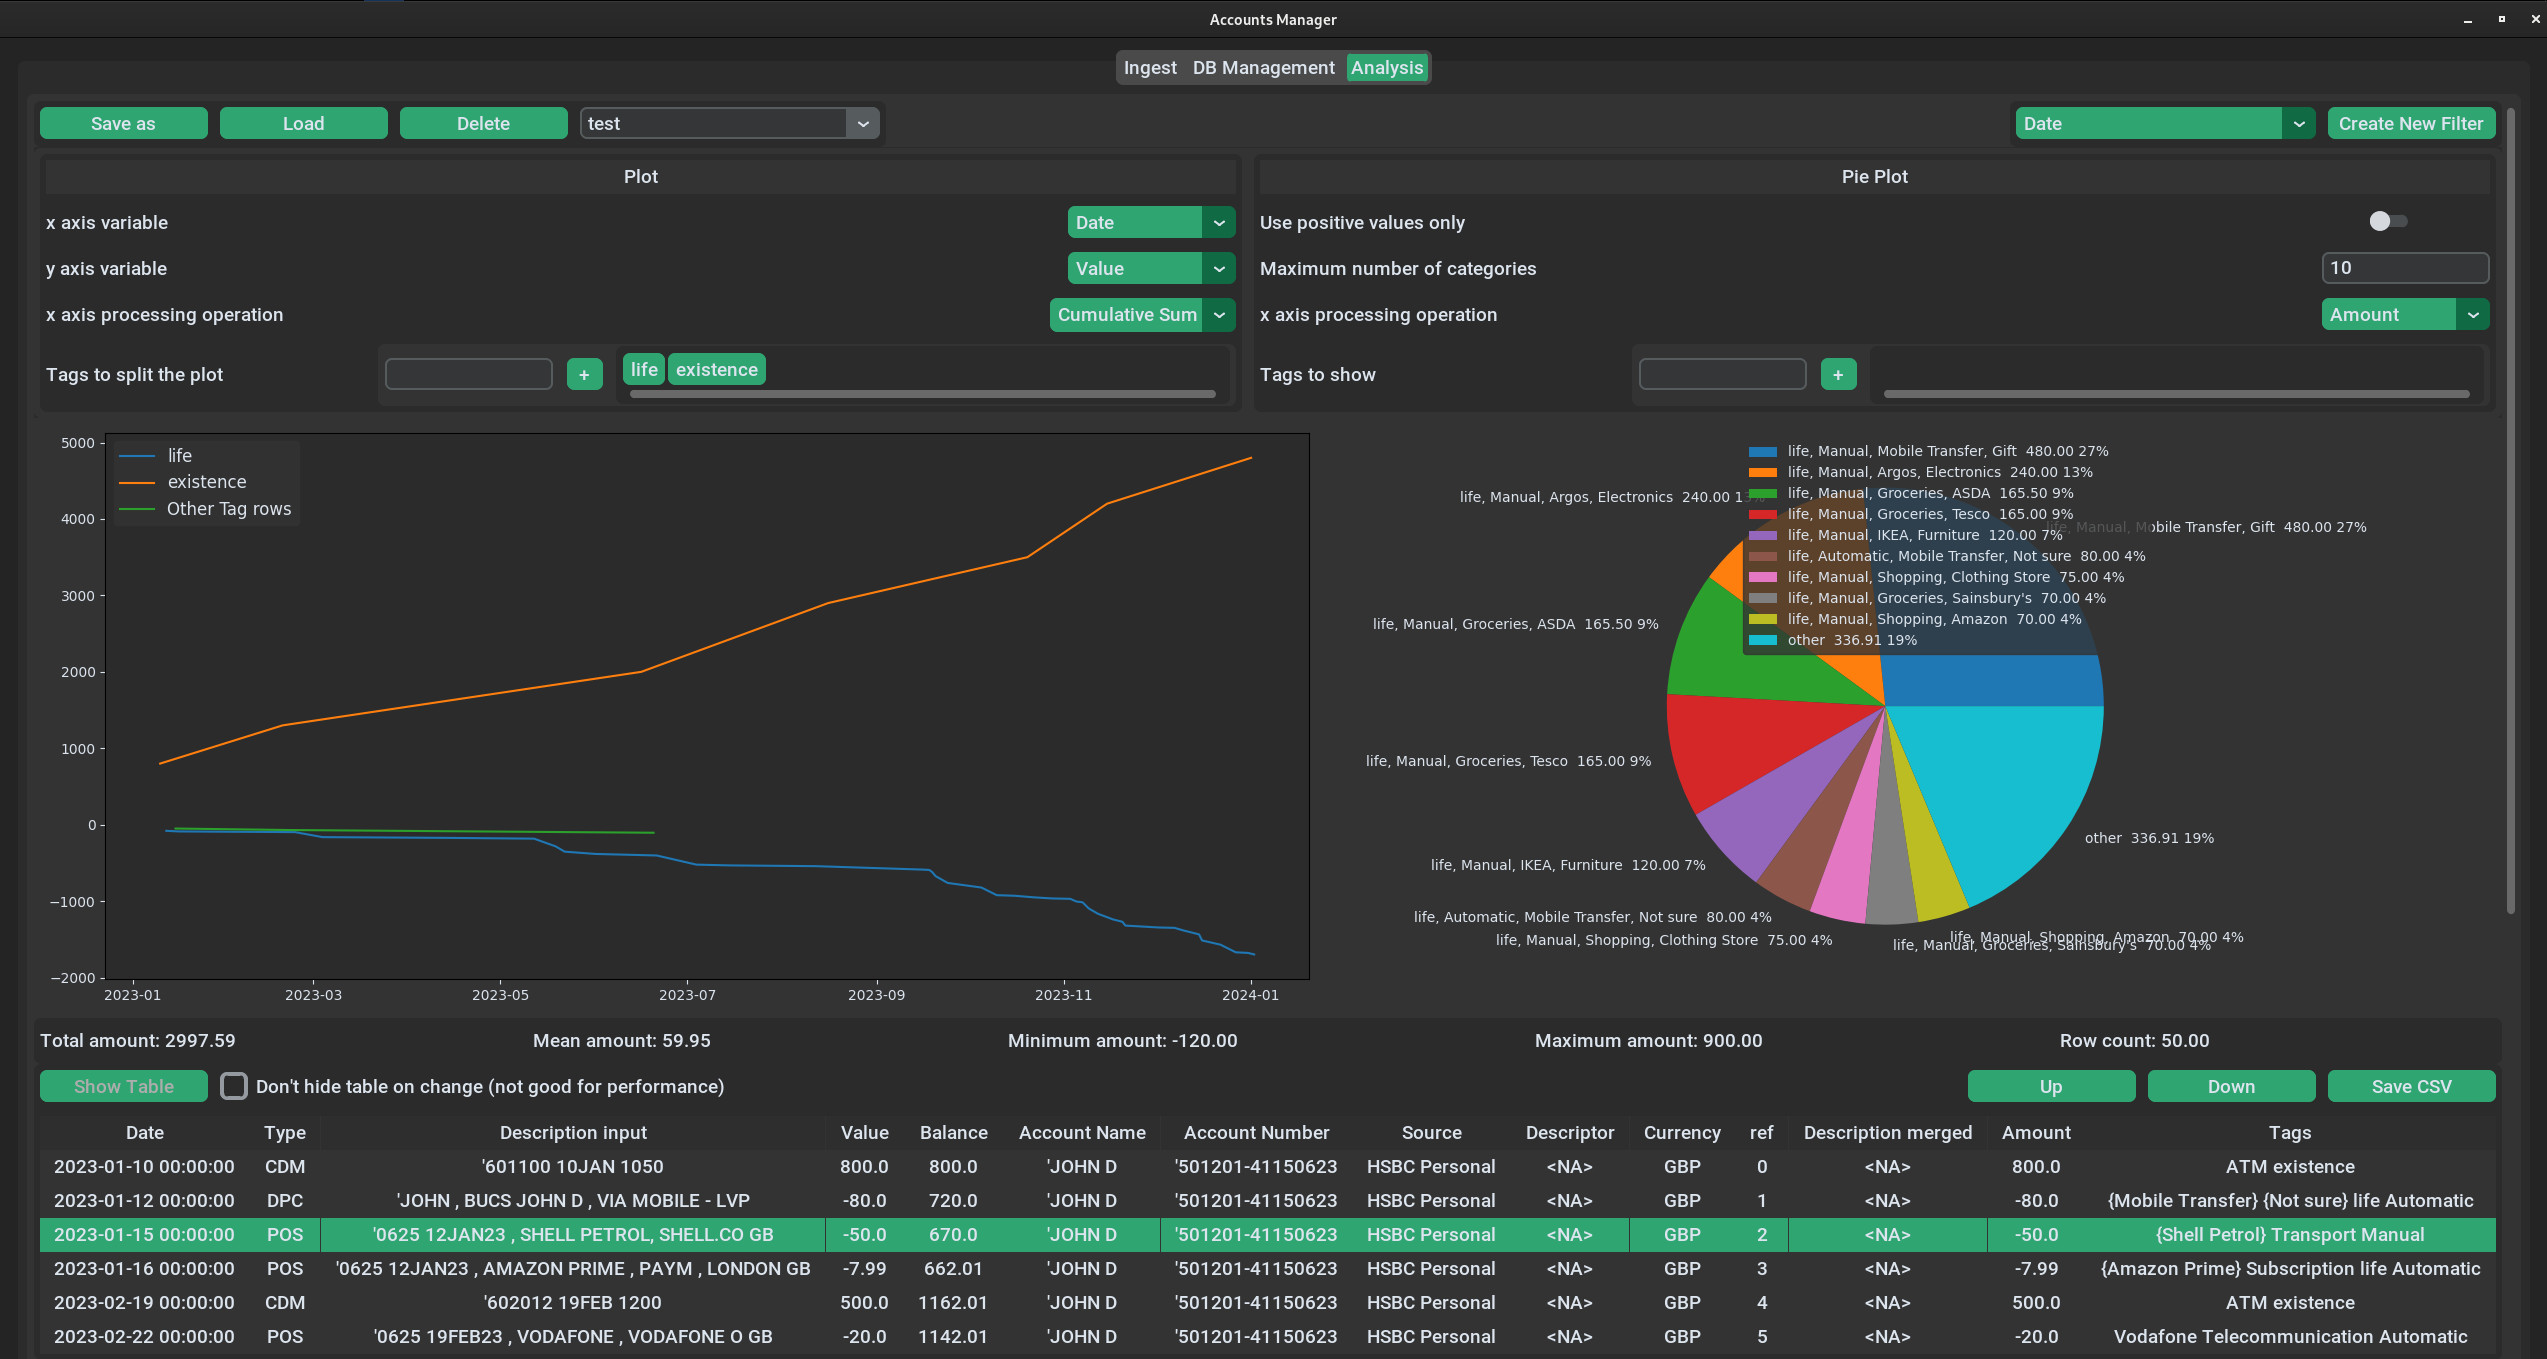 Accounts Manager
Ingest DB Management Analysis
Save as Load Delete test Date Create New Filter
Plot
x axis variable Date
y axis variable Value
x axis processing operation Cumulative Sum
Tags to split the plot + life existence
Pie Plot
Use positive values only
Maximum number of categories 10
x axis processing operation Amount
Tags to show +
life
existence
Other Tag rows
5000
4000
3000
2000
1000
0
−1000
−2000
2023-01 2023-03 2023-05 2023-07 2023-09 2023-11 2024-01
life, Manual, Mobile Transfer, Gift 480.00 27%
life, Manual, Argos, Electronics 240.00 13%
life, Manual, Groceries, ASDA 165.50 9%
life, Manual, Groceries, Tesco 165.00 9%
life, Manual, IKEA, Furniture 120.00 7%
life, Automatic, Mobile Transfer, Not sure 80.00 4%
life, Manual, Shopping, Clothing Store 75.00 4%
life, Manual, Groceries, Sainsbury's 70.00 4%
life, Manual, Shopping, Amazon 70.00 4%
other 336.91 19%
life, Manual, Argos, Electronics 240.00 13%
life, Manual, Mobile Transfer, Gift 480.00 27%
life, Manual, Groceries, ASDA 165.50 9%
life, Manual, Groceries, Tesco 165.00 9%
other 336.91 19%
life, Manual, IKEA, Furniture 120.00 7%
life, Automatic, Mobile Transfer, Not sure 80.00 4%
life, Manual, Shopping, Clothing Store 75.00 4%
life, Manual, Shopping, Amazon 70.00 4%
life, Manual, Groceries, Sainsbury's 70.00 4%
Total amount: 2997.59 Mean amount: 59.95 Minimum amount: -120.00 Maximum amount: 900.00 Row count: 50.00
Show Table Don't hide table on change (not good for performance) Up Down Save CSV
Date Type Description input Value Balance Account Name Account Number Source Descriptor Currency ref Description merged Amount Tags
2023-01-10 00:00:00 CDM '601100 10JAN 1050 800.0 800.0 'JOHN D '501201-41150623 HSBC Personal <NA> GBP 0 <NA> 800.0 ATM existence
2023-01-12 00:00:00 DPC 'JOHN , BUCS JOHN D , VIA MOBILE - LVP -80.0 720.0 'JOHN D '501201-41150623 HSBC Personal <NA> GBP 1 <NA> -80.0 {Mobile Transfer} {Not sure} life Automatic
2023-01-15 00:00:00 POS '0625 12JAN23 , SHELL PETROL, SHELL.CO GB -50.0 670.0 'JOHN D '501201-41150623 HSBC Personal <NA> GBP 2 <NA> -50.0 {Shell Petrol} Transport Manual
2023-01-16 00:00:00 POS '0625 12JAN23 , AMAZON PRIME , PAYM , LONDON GB -7.99 662.01 'JOHN D '501201-41150623 HSBC Personal <NA> GBP 3 <NA> -7.99 {Amazon Prime} Subscription life Automatic
2023-02-19 00:00:00 CDM '602012 19FEB 1200 500.0 1162.01 'JOHN D '501201-41150623 HSBC Personal <NA> GBP 4 <NA> 500.0 ATM existence
2023-02-22 00:00:00 POS '0625 19FEB23 , VODAFONE , VODAFONE O GB -20.0 1142.01 'JOHN D '501201-41150623 HSBC Personal <NA> GBP 5 <NA> -20.0 Vodafone Telecommunication Automatic